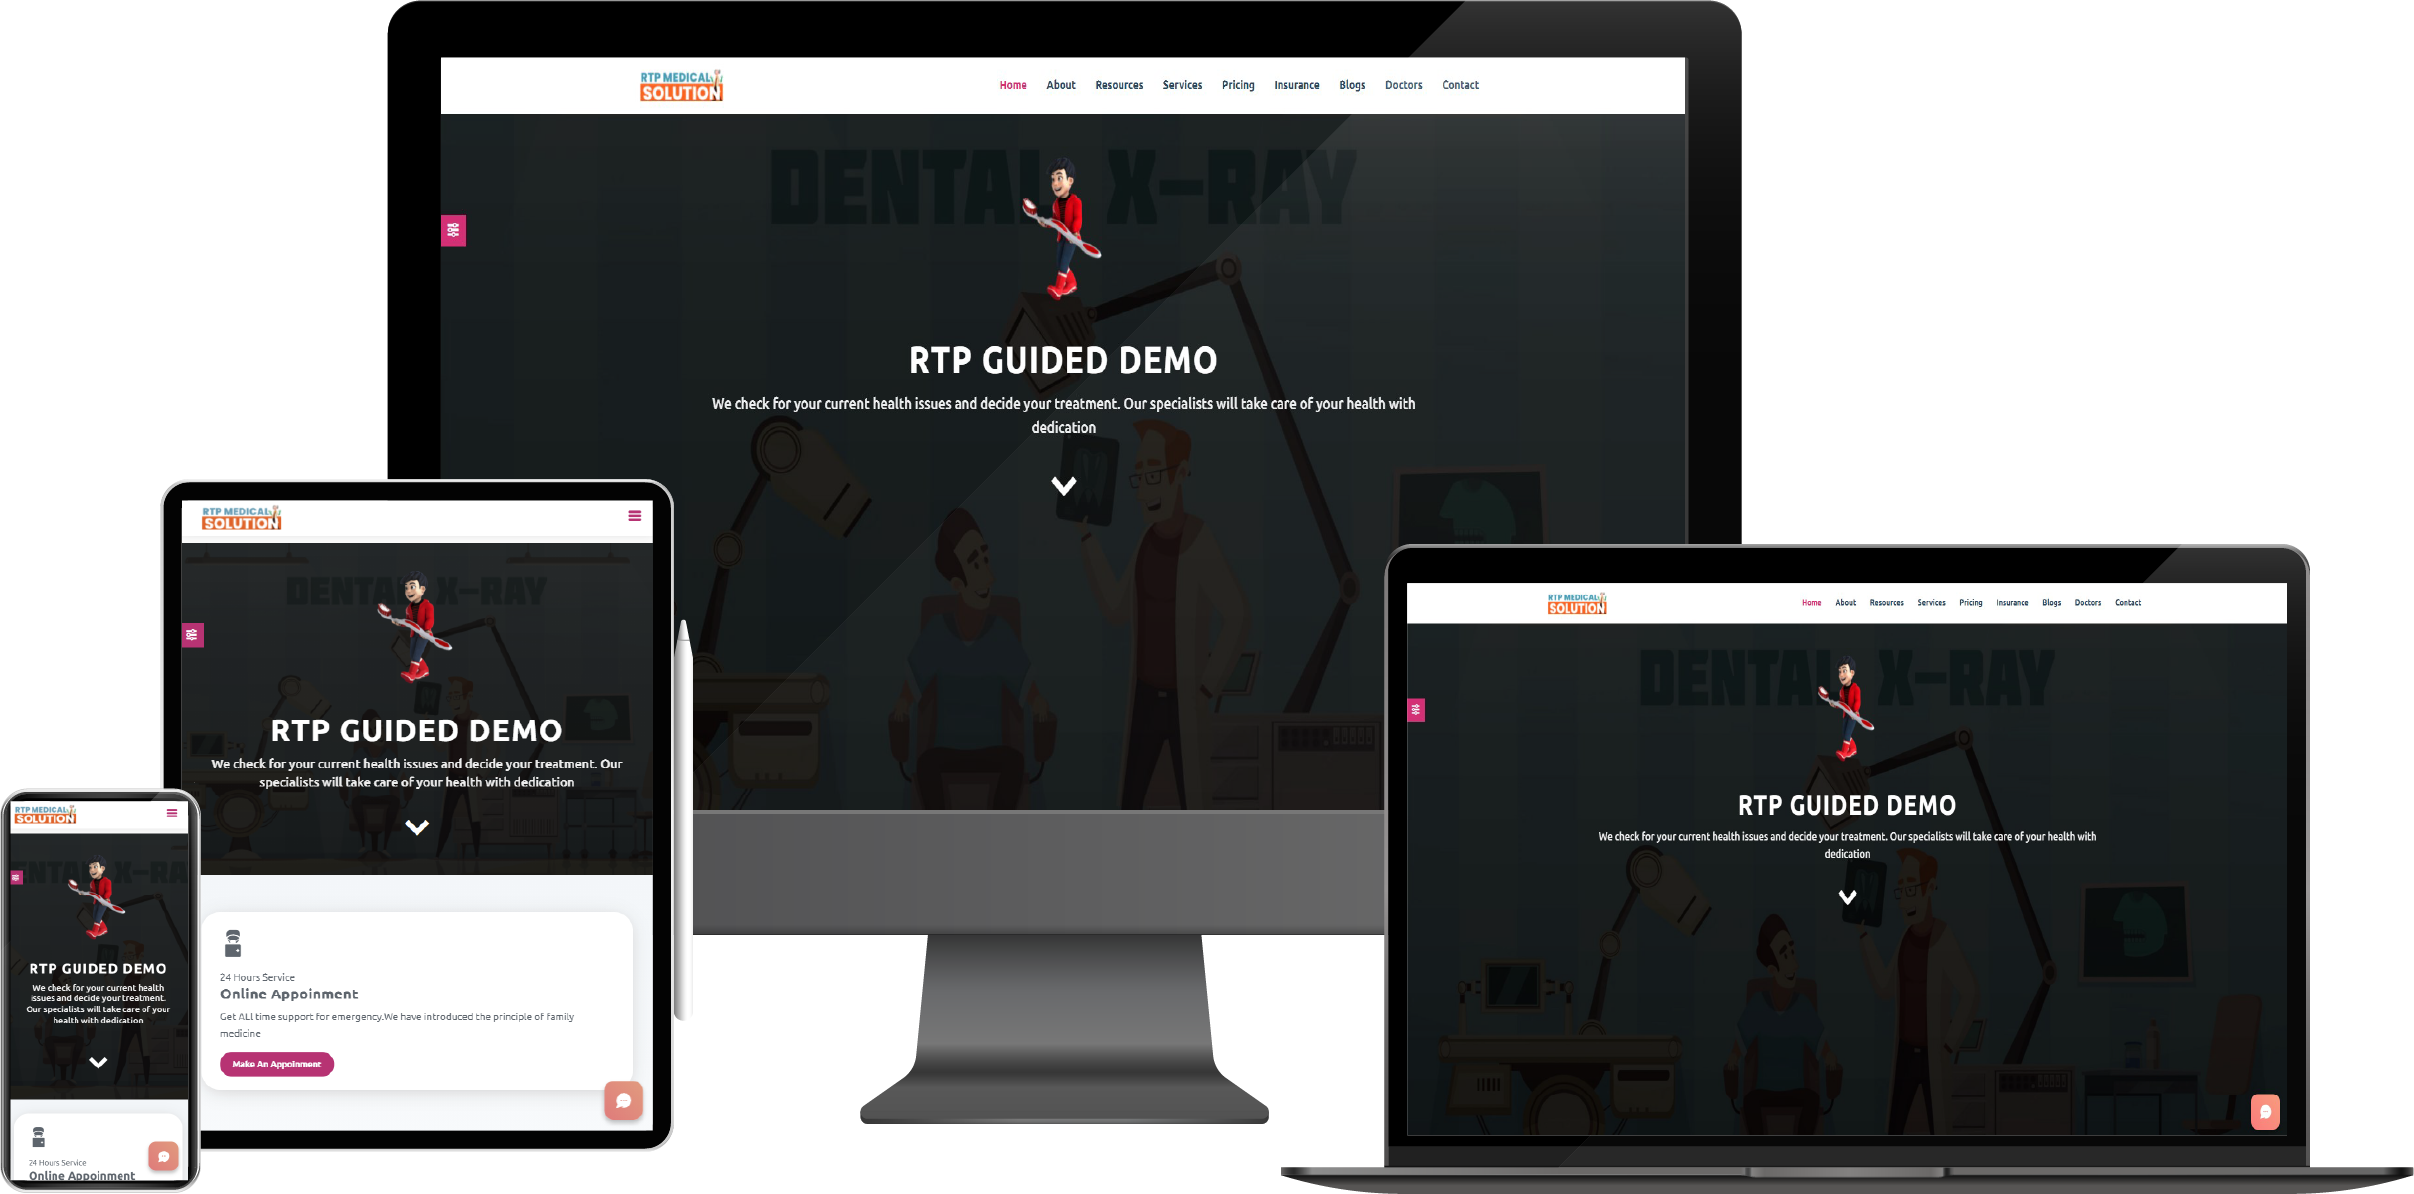 RTP MEDICAL
SOLUTION
Home About Resources Services Pricing Insurance Blogs Doctors Contact
DENTAL X-RAY
RTP GUIDED DEMO
We check for your current health issues and decide your treatment. Our specialists will take care of your health with
dedication
RTP MEDICAL
SOLUTION
DENTAL X-RAY
RTP GUIDED DEMO
We check for your current health issues and decide your treatment. Our
specialists will take care of your health with dedication
24 Hours Service
Online Appoinment
Get ALl time support for emergency.We have introduced the principle of family
medicine
Make An Appoinment
RTP MEDICAL
SOLUTION
NTAL X-RA
RTP GUIDED DEMO
We check for your current health
issues and decide your treatment.
Our specialists will take care of your
health with dedication
24 Hours Service
Online Appoinment
RTP MEDICAL
SOLUTION
Home About Resources Services Pricing Insurance Blogs Doctors Contact
DENTAL X-RAY
RTP GUIDED DEMO
We check for your current health issues and decide your treatment. Our specialists will take care of your health with
dedication